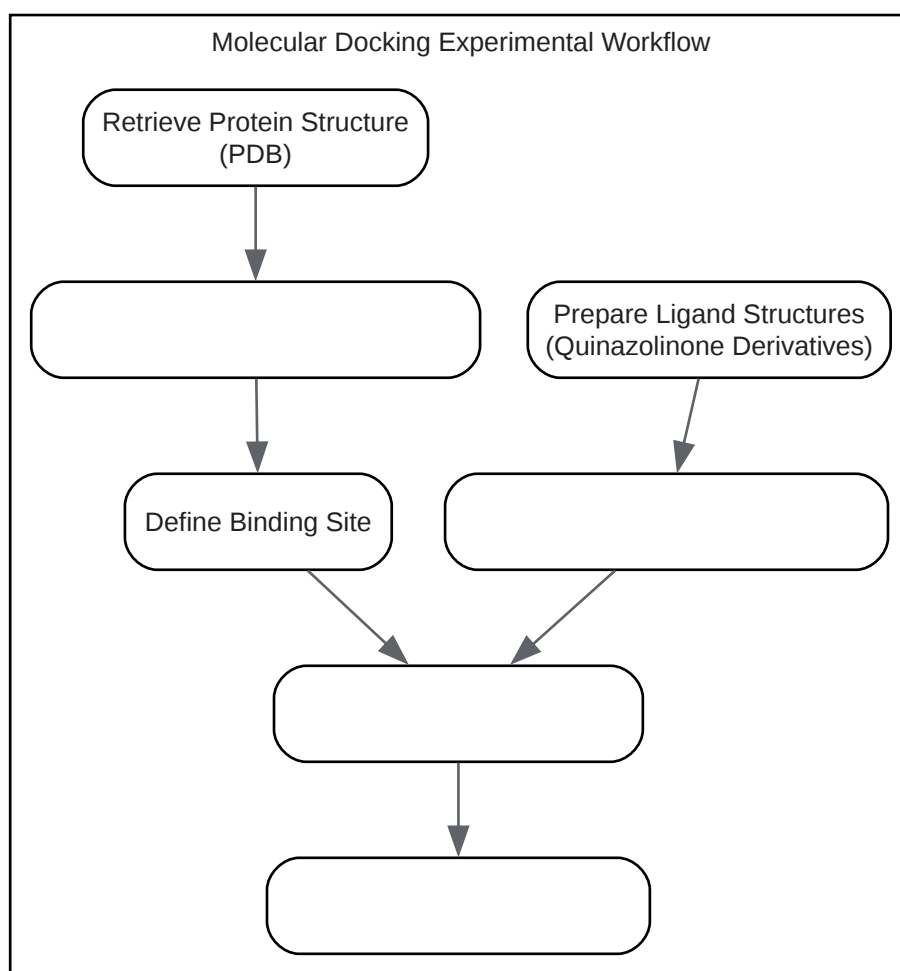 Molecular Docking Experimental Workflow
Retrieve Protein Structure
(PDB)
Prepare Ligand Structures
(Quinazolinone Derivatives)
Define Binding Site